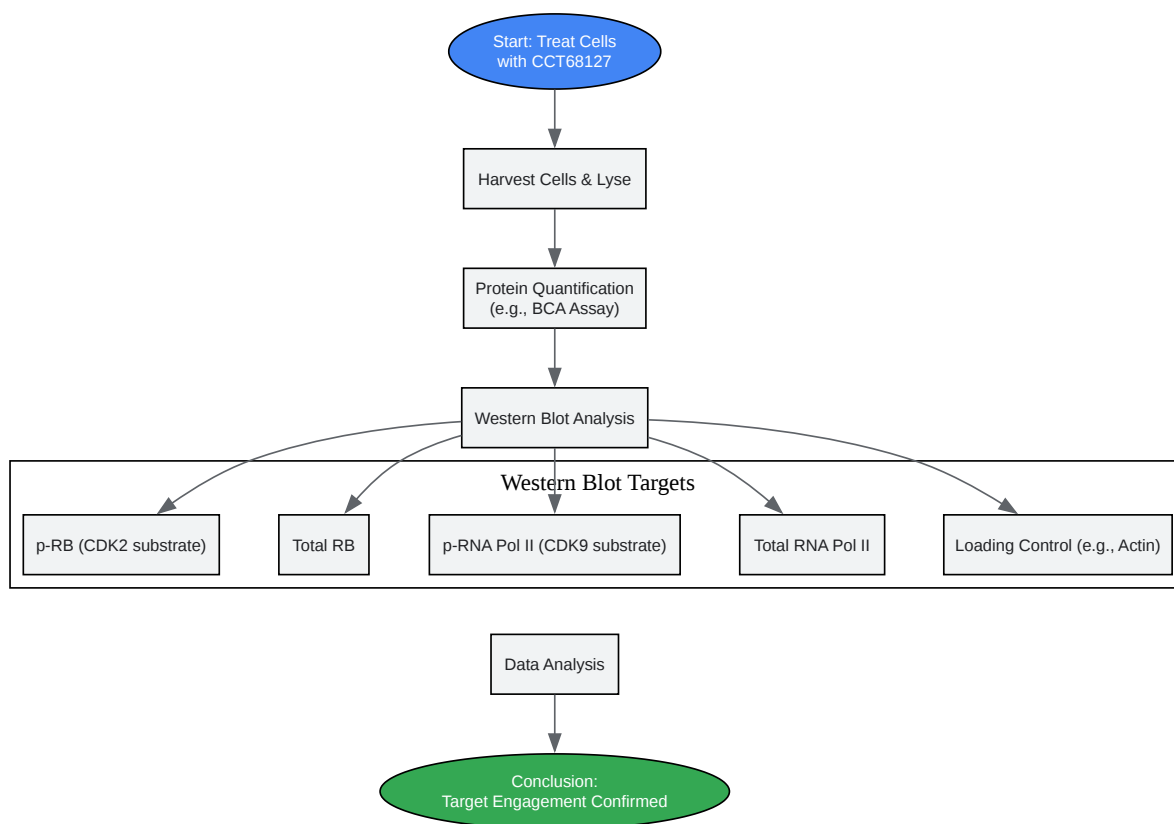 Start: Treat Cells
with CCT68127
Harvest Cells & Lyse
Protein Quantification
(e.g., BCA Assay)
Western Blot Analysis
Western Blot Targets
p-RB (CDK2 substrate)
Total RB
p-RNA Pol II (CDK9 substrate)
Total RNA Pol II
Loading Control (e.g., Actin)
Data Analysis
Conclusion:
Target Engagement Confirmed